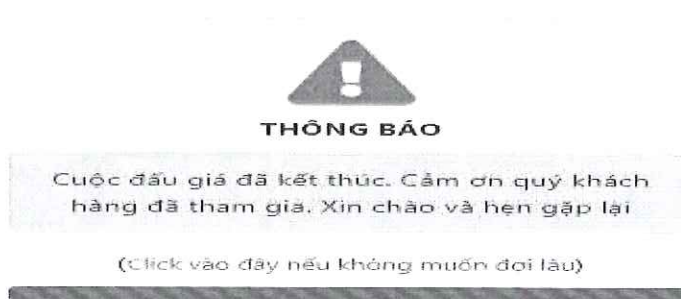 THÔNG BÁO
Cuộc đấu giá đã kết thúc. Cảm ơn quý khách
hàng đã tham gia. Xin chào và hẹn gặp lại
(Click vào đây nếu không muốn đợi lâu)